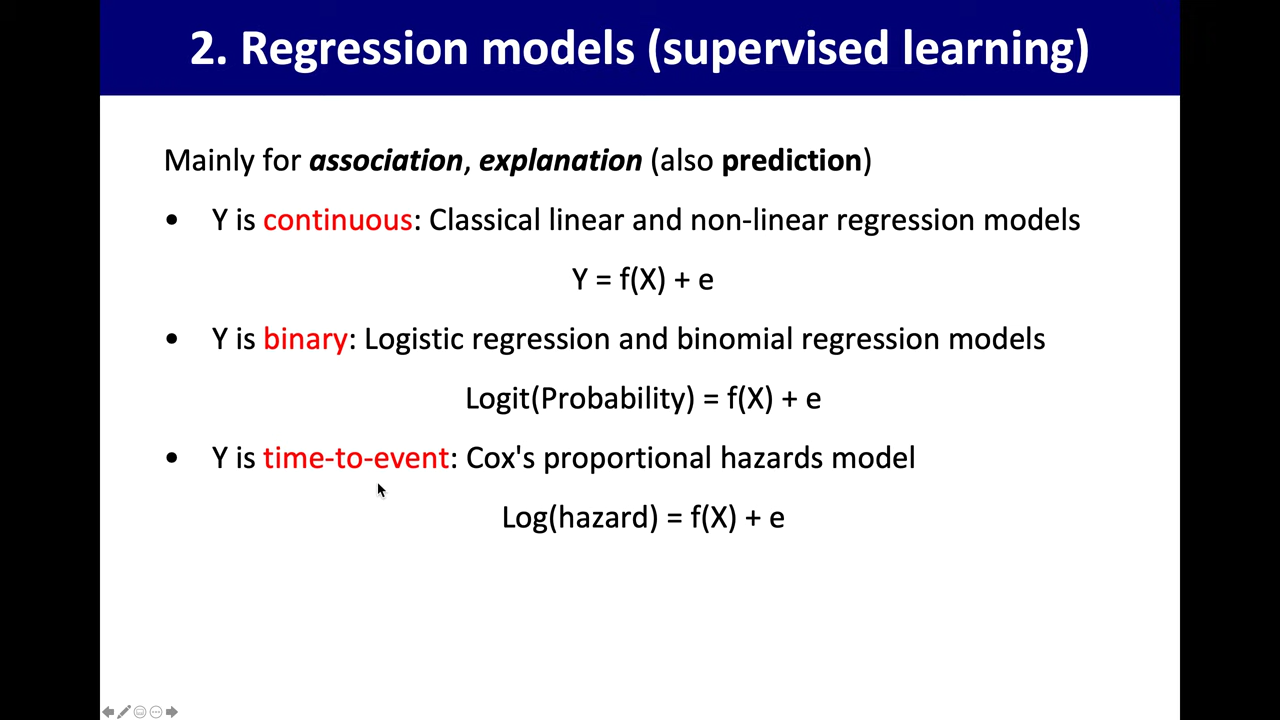 2. Regression models (supervised learning)
Mainly for association, explanation (also prediction)
• Y is continuous: Classical linear and non-linear regression models
Y = f(X) + e
• Y is binary: Logistic regression and binomial regression models
Logit(Probability) = f(X) + e
• Y is time-to-event: Cox's proportional hazards model
Log(hazard) = f(X) + e